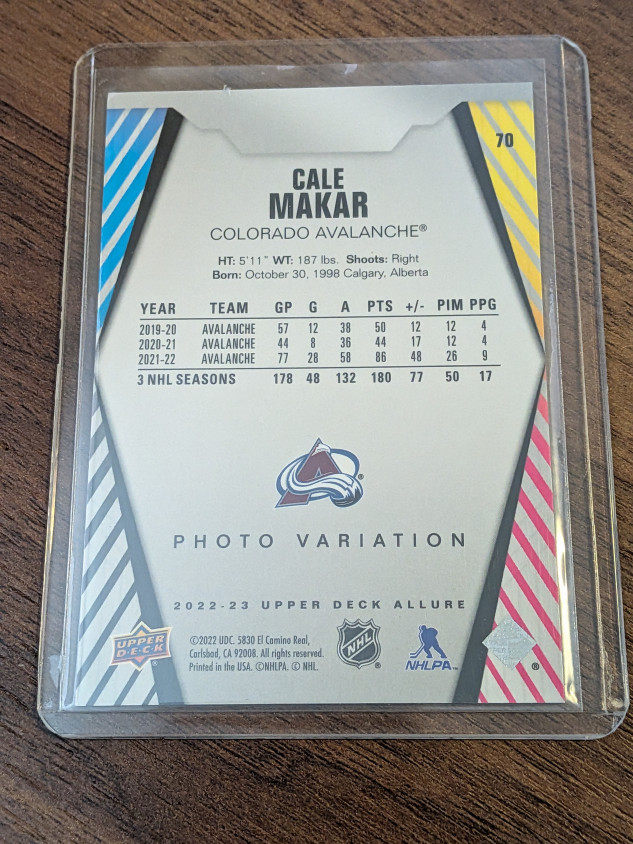 70
CALE
MAKAR
COLORADO AVALANCHE®
HT: 5'11" WT: 187 lbs. Shoots: Right
Born: October 30, 1998 Calgary, Alberta
YEAR TEAM GP G A PTS +/- PIM PPG
2019-20 AVALANCHE 57 12 38 50 12 12 4
2020-21 AVALANCHE 44 8 36 44 17 12 4
2021-22 AVALANCHE 77 28 58 86 48 26 9
3 NHL SEASONS 178 48 132 180 77 50 17
A ®
PHOTO VARIATION
2022-23 UPPER DECK ALLURE
UPPER
D·E·C·K
©2022 UDC. 5830 El Camino Real,
Carlsbad, CA 92008. All rights reserved.
Printed in the USA. ©NHLPA. © NHL.
NHL ®
NHLPA™
®